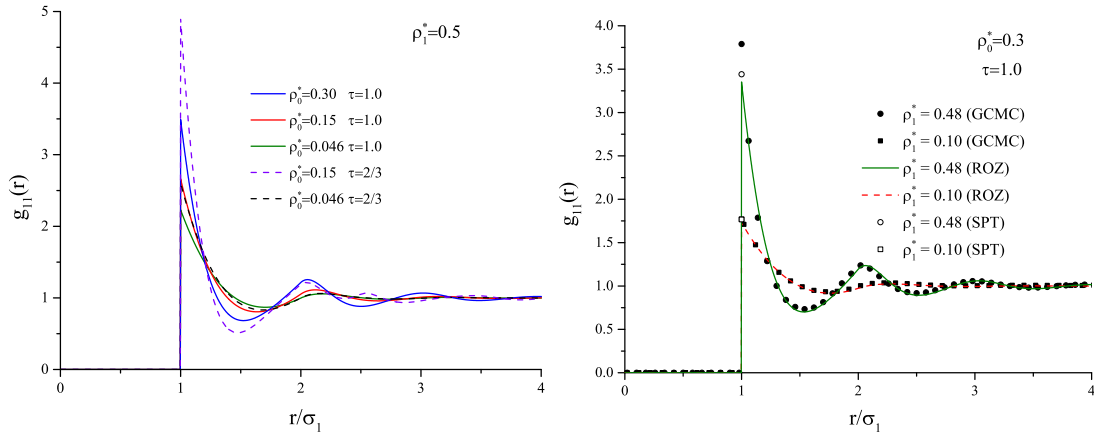 ρ₁*=0.5
ρ₀*=0.30 τ=1.0
ρ₀*=0.15 τ=1.0
ρ₀*=0.046 τ=1.0
ρ₀*=0.15 τ=2/3
ρ₀*=0.046 τ=2/3
g₁₁(r)
5
4
3
2
1
0
0 1 2 3 4
r/σ₁
ρ₀*=0.3
τ=1.0
ρ₁* = 0.48 (GCMC)
ρ₁* = 0.10 (GCMC)
ρ₁* = 0.48 (ROZ)
ρ₁* = 0.10 (ROZ)
ρ₁* = 0.48 (SPT)
ρ₁* = 0.10 (SPT)
g₁₁(r)
4.0
3.5
3.0
2.5
2.0
1.5
1.0
0.5
0.0
0 1 2 3 4
r/σ₁